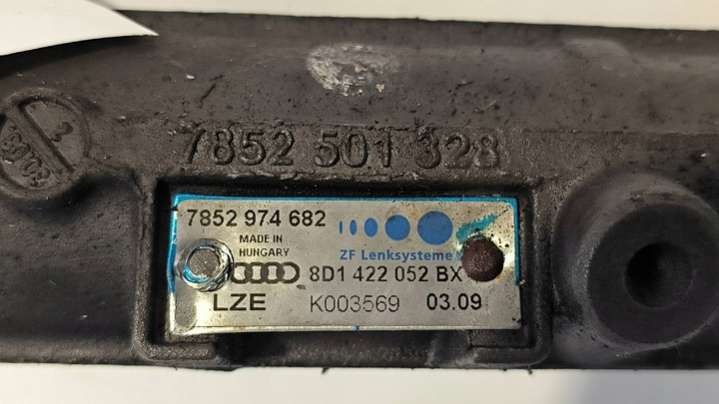 7852 501 328
7852 974 682
MADE IN
HUNGARY
ZF Lenksysteme
8D1 422 052 BX
LZE K003569 03.09